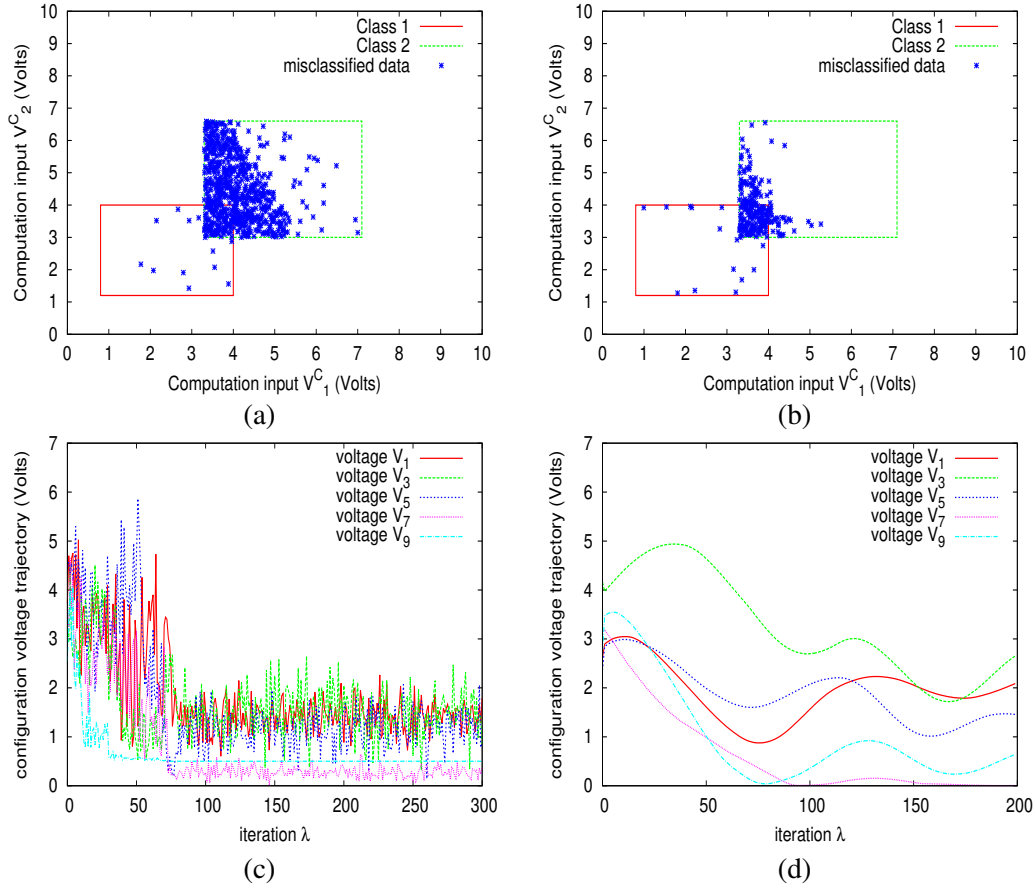 Class 1
Class 2
misclassified data
Computation input V^C_2 (Volts)
10
9
8
7
6
5
4
3
2
1
0
0 1 2 3 4 5 6 7 8 9 10
Computation input V^C_1 (Volts)
(a)
Class 1
Class 2
misclassified data
Computation input V^C_2 (Volts)
10
9
8
7
6
5
4
3
2
1
0
0 1 2 3 4 5 6 7 8 9 10
Computation input V^C_1 (Volts)
(b)
voltage V_1
voltage V_3
voltage V_5
voltage V_7
voltage V_9
configuration voltage trajectory (Volts)
7
6
5
4
3
2
1
0
0 50 100 150 200 250 300
iteration λ
(c)
voltage V_1
voltage V_3
voltage V_5
voltage V_7
voltage V_9
configuration voltage trajectory (Volts)
7
6
5
4
3
2
1
0
0 50 100 150 200
iteration λ
(d)